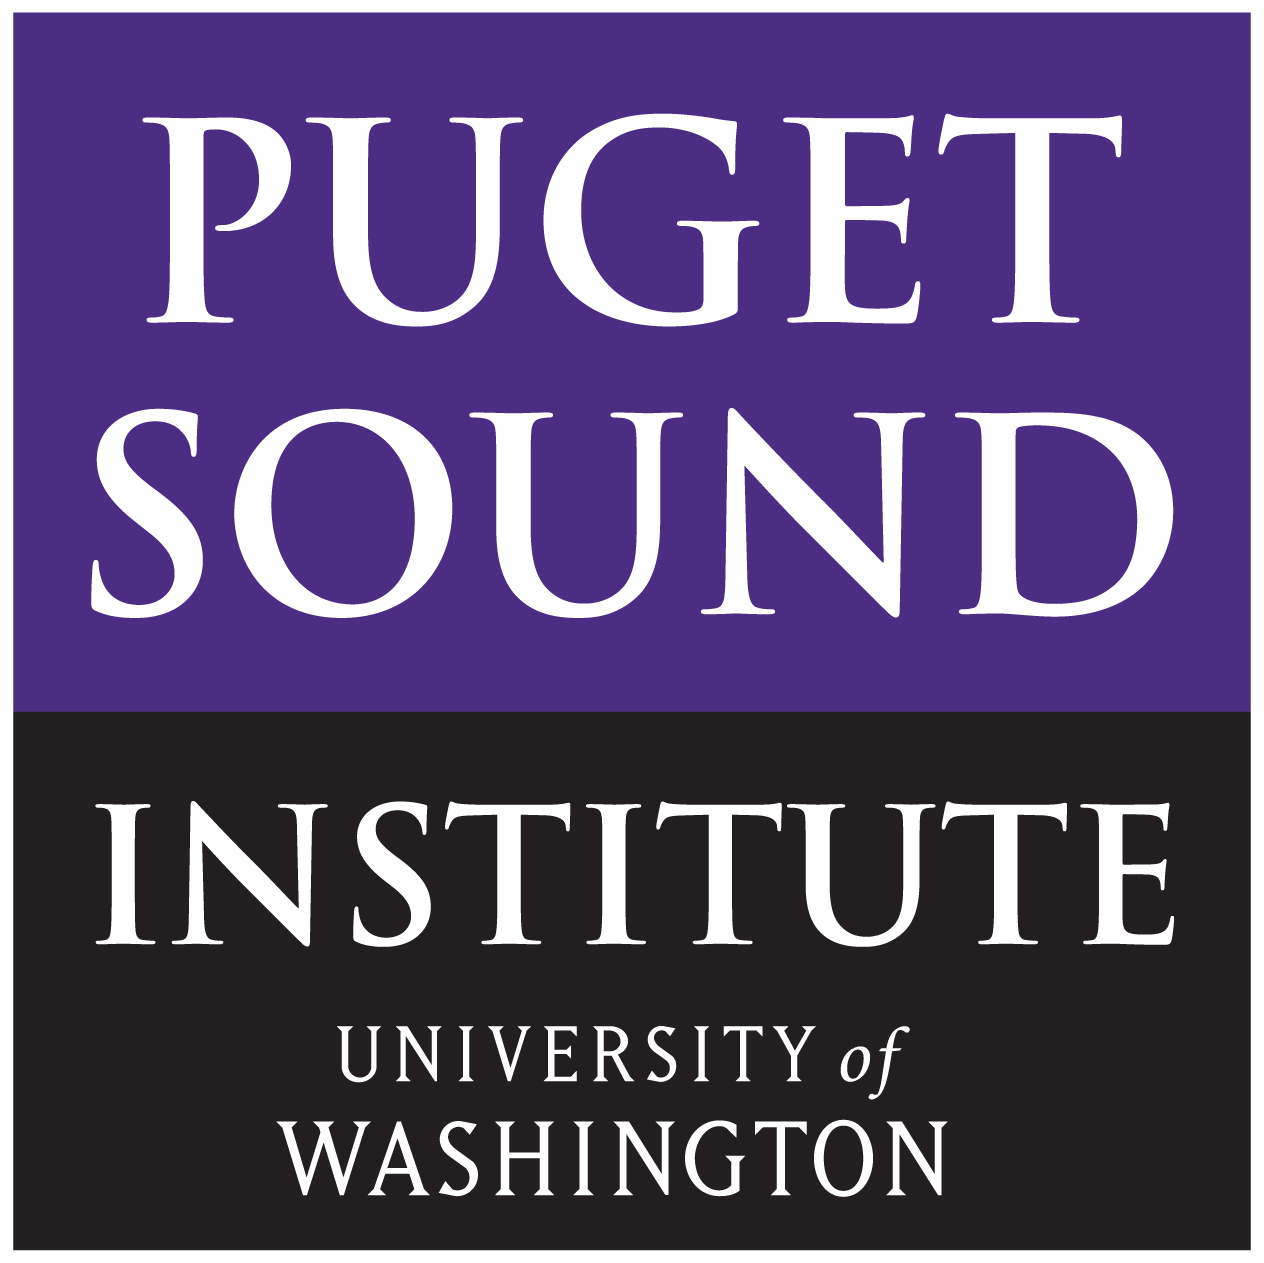 PUGET
SOUND
INSTITUTE
UNIVERSITY of
WASHINGTON